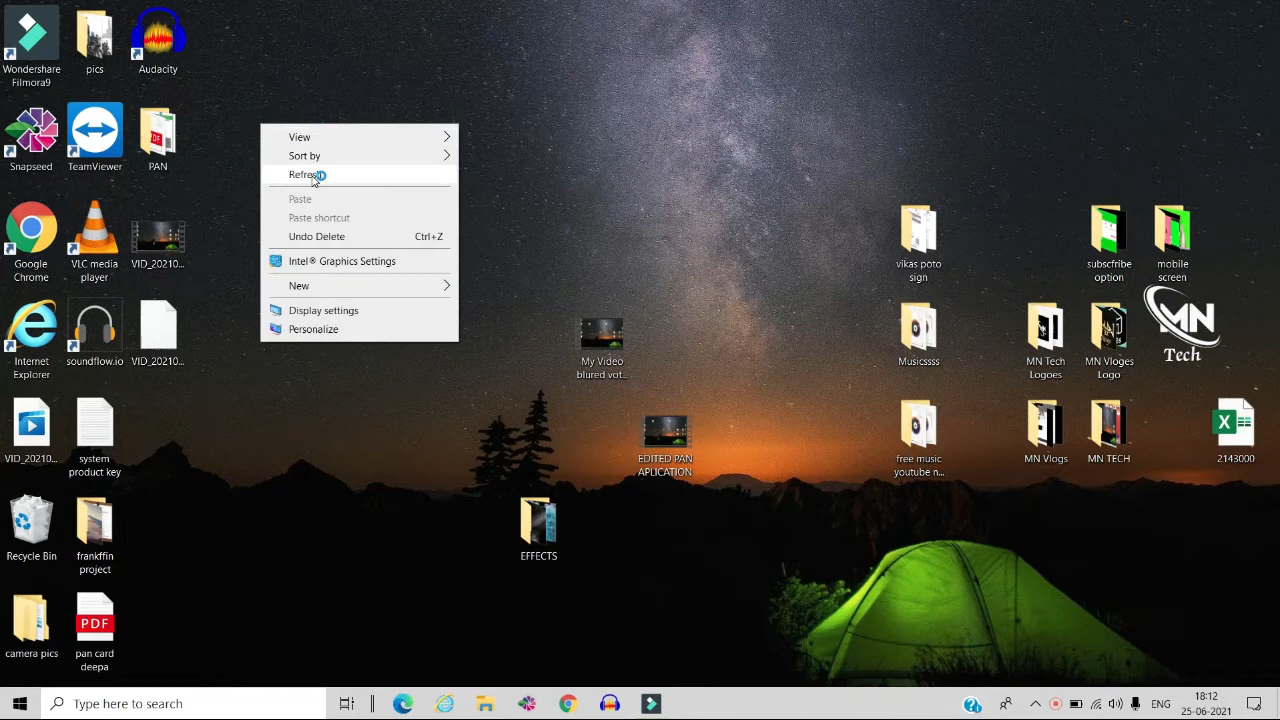 Wondershare
Filmora9
pics
Audacity
Snapseed
TeamViewer
PDF
PAN
Google
Chrome
VLC media
player
VID_20210...
Internet
Explorer
soundflow.io
VID_20210...
VID_20210...
system
product key
Recycle Bin
frankffin
project
camera pics
PDF
pan card
deepa
View
Sort by
Refresh
Paste
Paste shortcut
Undo Delete Ctrl+Z
Intel® Graphics Settings
New
Display settings
Personalize
My Video
blured vot...
EDITED PAN
APLICATION
EFFECTS
vikas poto
sign
subscfribe
option
mobile
screen
Musicssss
MN Tech
Logoes
MN Vloges
Logo
MN
Tech
free music
youtube n...
MN Vlogs
MN TECH
X
2143000
Type here to search
ENG
18:12
25-06-2021